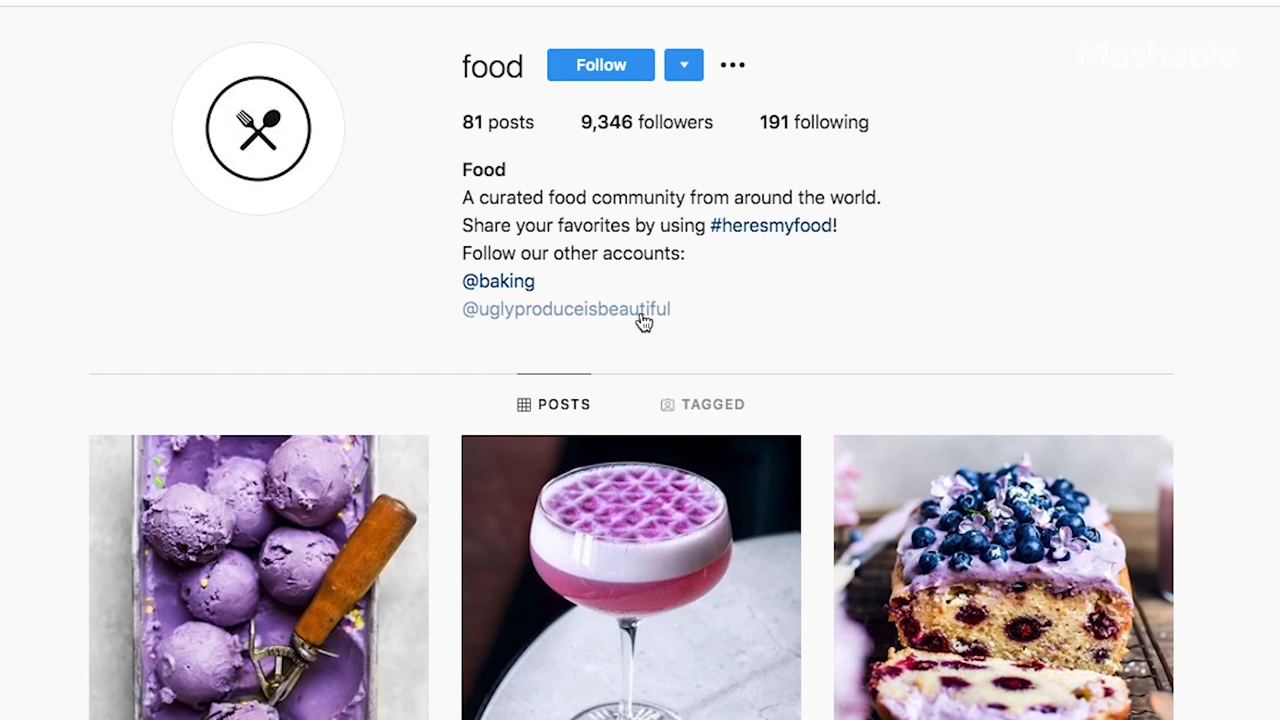 Mashable
food Follow
81 posts 9,346 followers 191 following
Food
A curated food community from around the world.
Share your favorites by using #heresmyfood!
Follow our other accounts:
@baking
@uglyproduceisbeautiful
POSTS TAGGED